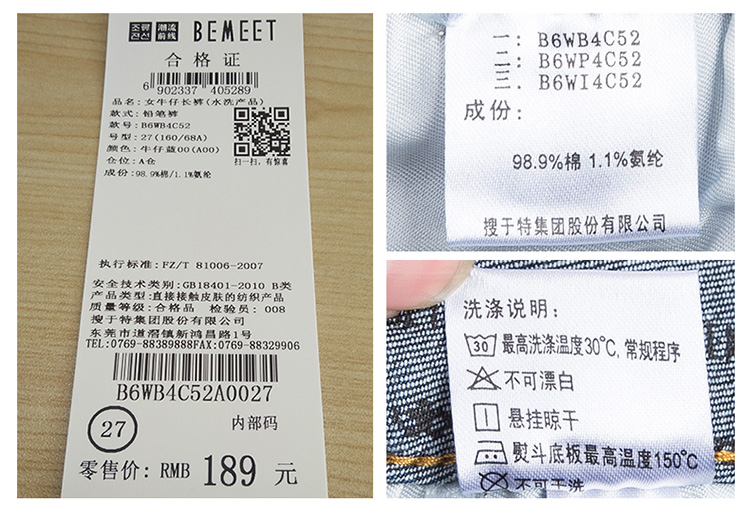 条流 潮流 BEMEET
前线
合格证
6 902337 405289
品名:女牛仔长裤(水洗产品)
款式:铅笔裤
款号:B6WB4C52
号型:27(160/68A)
颜色:牛仔蓝00(A00)
仓位:A仓
扫一扫,有惊喜
成份:98.9%棉/1.1%氨纶
执行标准:FZ/T 81006-2007
安全技术类别:GB18401-2010 B类
产品类型:直接接触皮肤的纺织产品
质量等级:合格品 检验员: 008
搜于特集团股份有限公司
东莞市道滘镇新鸿昌路1号
TEL:0769-88389888FAX:0769-88329906
B6WB4C52A0027
27
内部码
零售价: RMB 189 元
一: B6WB4C52
二: B6WP4C52
三. B6WI4C52
成份:
98.9%棉 1.1%氨纶
搜于特集团股份有限公司
洗涤说明:
30 最高洗涤温度30℃, 常规程序
不可漂白
悬挂晾干
熨斗底板最高温度150℃
不可干洗